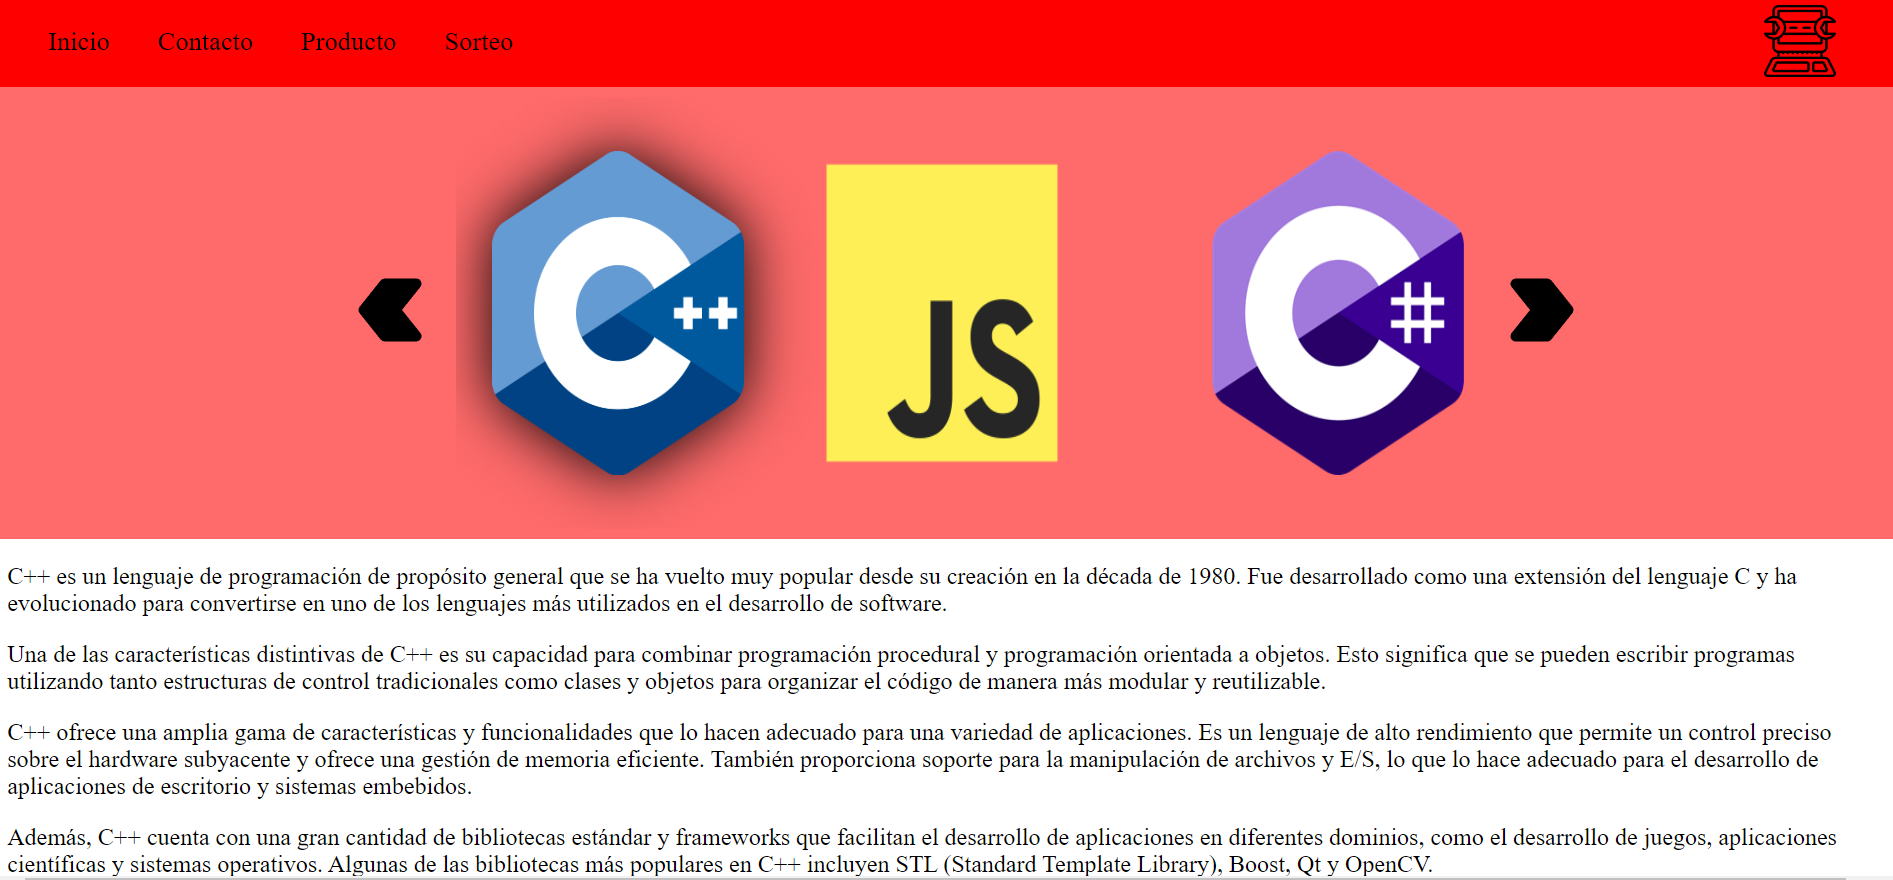 Inicio Contacto Producto Sorteo
C++ JS C#
C++ es un lenguaje de programación de propósito general que se ha vuelto muy popular desde su creación en la década de 1980. Fue desarrollado como una extensión del lenguaje C y ha
evolucionado para convertirse en uno de los lenguajes más utilizados en el desarrollo de software.
Una de las características distintivas de C++ es su capacidad para combinar programación procedural y programación orientada a objetos. Esto significa que se pueden escribir programas
utilizando tanto estructuras de control tradicionales como clases y objetos para organizar el código de manera más modular y reutilizable.
C++ ofrece una amplia gama de características y funcionalidades que lo hacen adecuado para una variedad de aplicaciones. Es un lenguaje de alto rendimiento que permite un control preciso
sobre el hardware subyacente y ofrece una gestión de memoria eficiente. También proporciona soporte para la manipulación de archivos y E/S, lo que lo hace adecuado para el desarrollo de
aplicaciones de escritorio y sistemas embebidos.
Además, C++ cuenta con una gran cantidad de bibliotecas estándar y frameworks que facilitan el desarrollo de aplicaciones en diferentes dominios, como el desarrollo de juegos, aplicaciones
científicas y sistemas operativos. Algunas de las bibliotecas más populares en C++ incluyen STL (Standard Template Library), Boost, Qt y OpenCV.